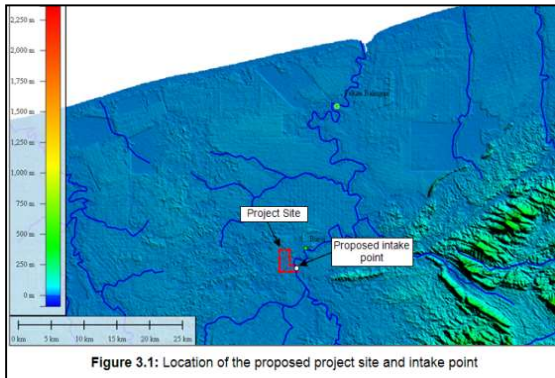 2,250 m
2,000 m
1,750 m
1,500 m
1,250 m
1,000 m
750 m
500 m
250 m
0 m
Project Site
Proposed intake
point
0 km
5 km
10 km
15 km
20 km
25 km
Figure 3.1: Location of the proposed project site and intake point